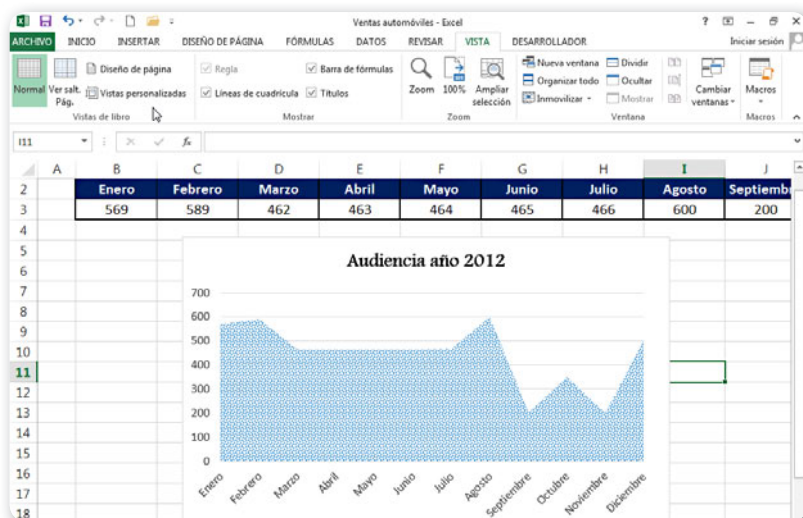 Ventas automóviles - Excel
ARCHIVO INICIO INSERTAR DISEÑO DE PÁGINA FÓRMULAS DATOS REVISAR VISTA DESARROLLADOR Iniciar sesión
Normal Ver salt. Pág. Diseño de página Vistas personalizadas
Vistas de libro
Regla Barra de fórmulas
Líneas de cuadrícula Títulos
Mostrar
Zoom 100% Ampliar selección
Zoom
Nueva ventana Dividir
Organizar todo Ocultar
Inmovilizar Mostrar
Cambiar ventanas
Ventana
Macros
Macros
I11 fx
A B C D E F G H I J
2 Enero Febrero Marzo Abril Mayo Junio Julio Agosto Septiemb
3 569 589 462 463 464 465 466 600 200
4
5
6
7
8
9
10
11
12
13
14
15
16
17
18
Audiencia año 2012
700
600
500
400
300
200
100
0
Enero Febrero Marzo Abril Mayo Junio Julio Agosto Septiembre Octubre Noviembre Diciembre